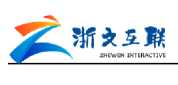 浙文互联
ZHEWEN INTERACTIVE